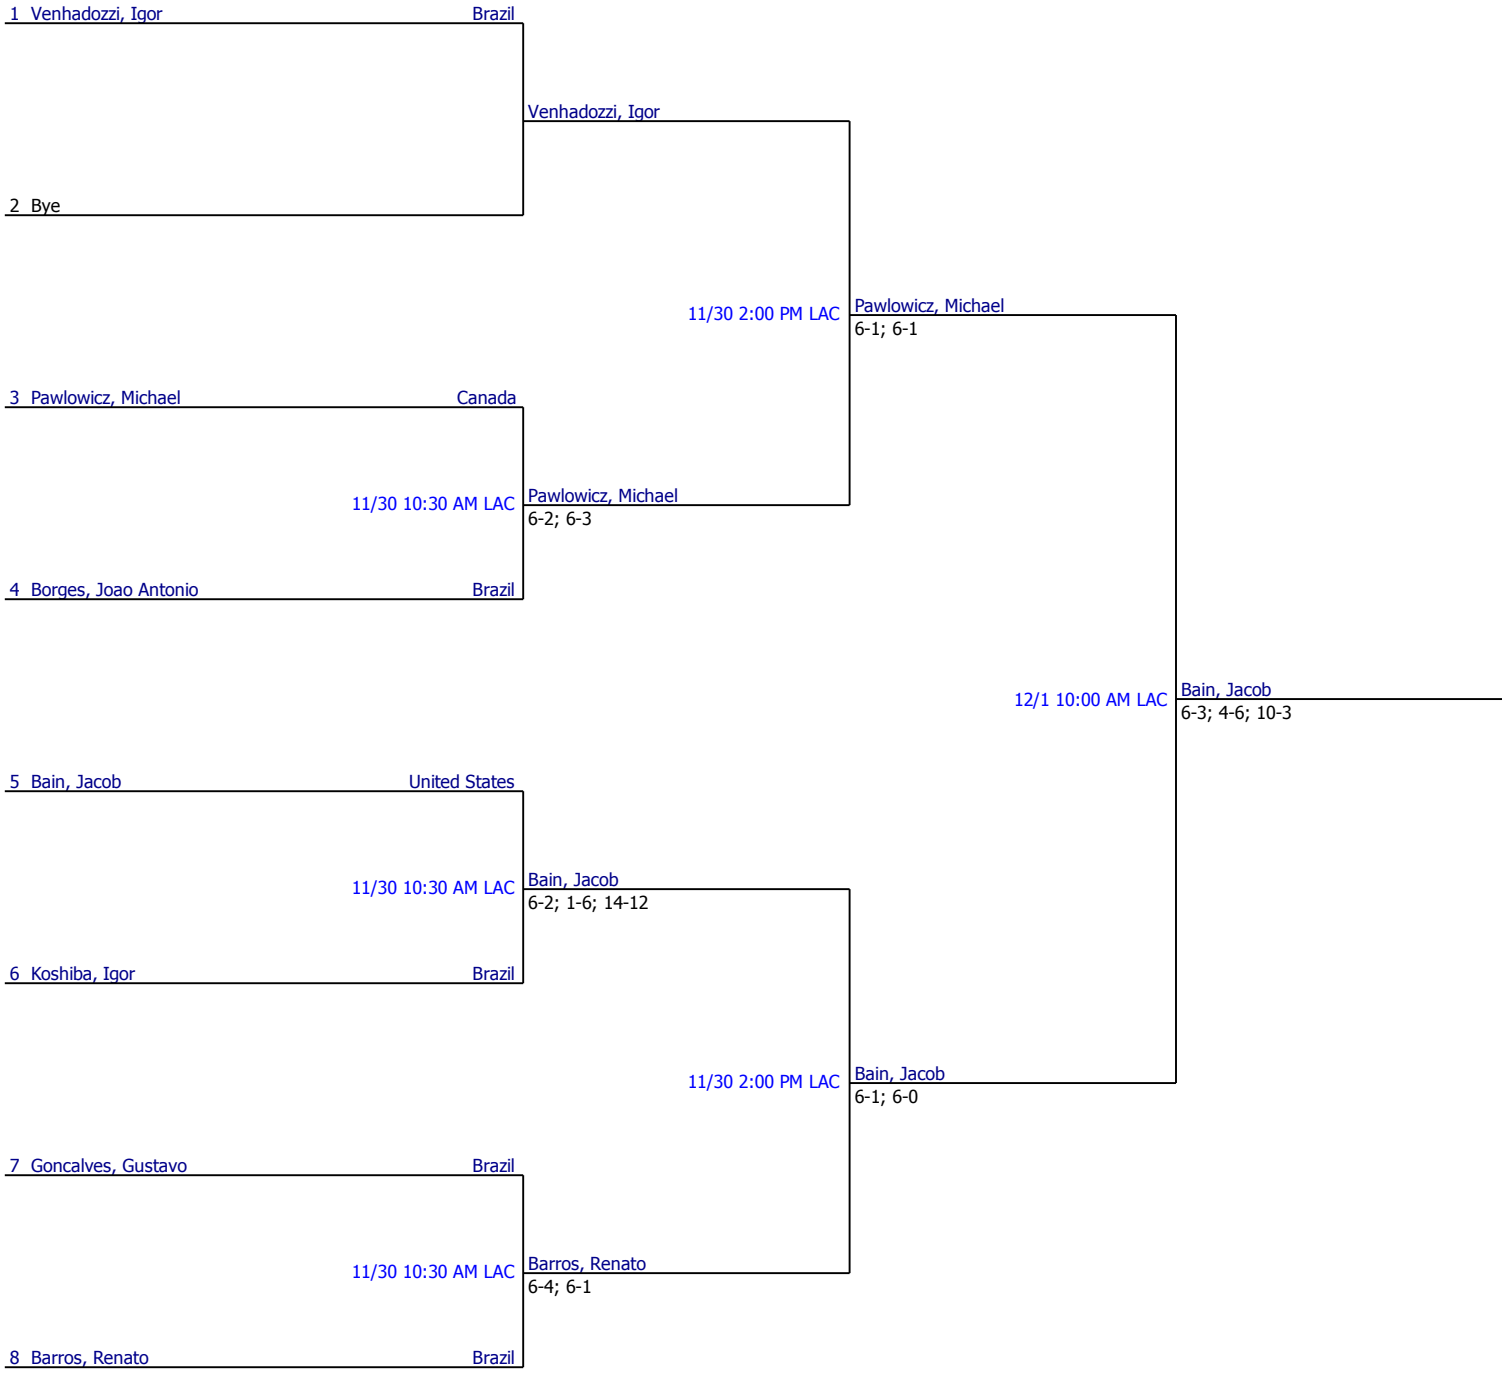 1 Venhadozzi, Igor Brazil
Venhadozzi, Igor
2 Bye
11/30 2:00 PM LAC Pawlowicz, Michael
6-1; 6-1
3 Pawlowicz, Michael Canada
11/30 10:30 AM LAC Pawlowicz, Michael
6-2; 6-3
4 Borges, Joao Antonio Brazil
12/1 10:00 AM LAC Bain, Jacob
6-3; 4-6; 10-3
5 Bain, Jacob United States
11/30 10:30 AM LAC Bain, Jacob
6-2; 1-6; 14-12
6 Koshiba, Igor Brazil
11/30 2:00 PM LAC Bain, Jacob
6-1; 6-0
7 Goncalves, Gustavo Brazil
11/30 10:30 AM LAC Barros, Renato
6-4; 6-1
8 Barros, Renato Brazil